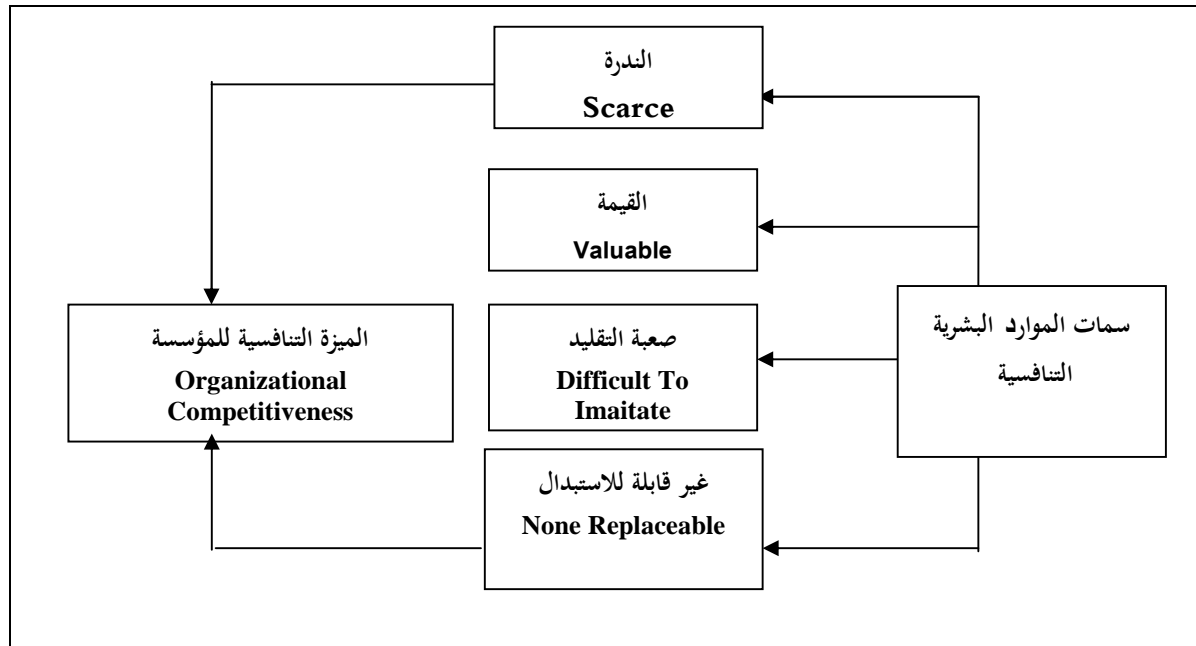 الندرة
Scarce
القيمة
Valuable
سمات الموارد البشرية
التنافسية
صعبة التقليد
Difficult To
Imaitate
الميزة التنافسية للمؤسسة
Organizational
Competitiveness
غير قابلة للاستبدال
None Replaceable